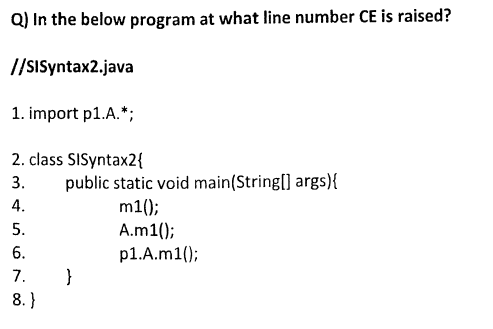 Q) In the below program at what line number CE is raised?
//SISyntax2.java
1. import p1.A.*;
2. class SISyntax2{
3. public static void main(String[] args){
4. m1();
5. A.m1();
6. p1.A.m1();
7. }
8. }